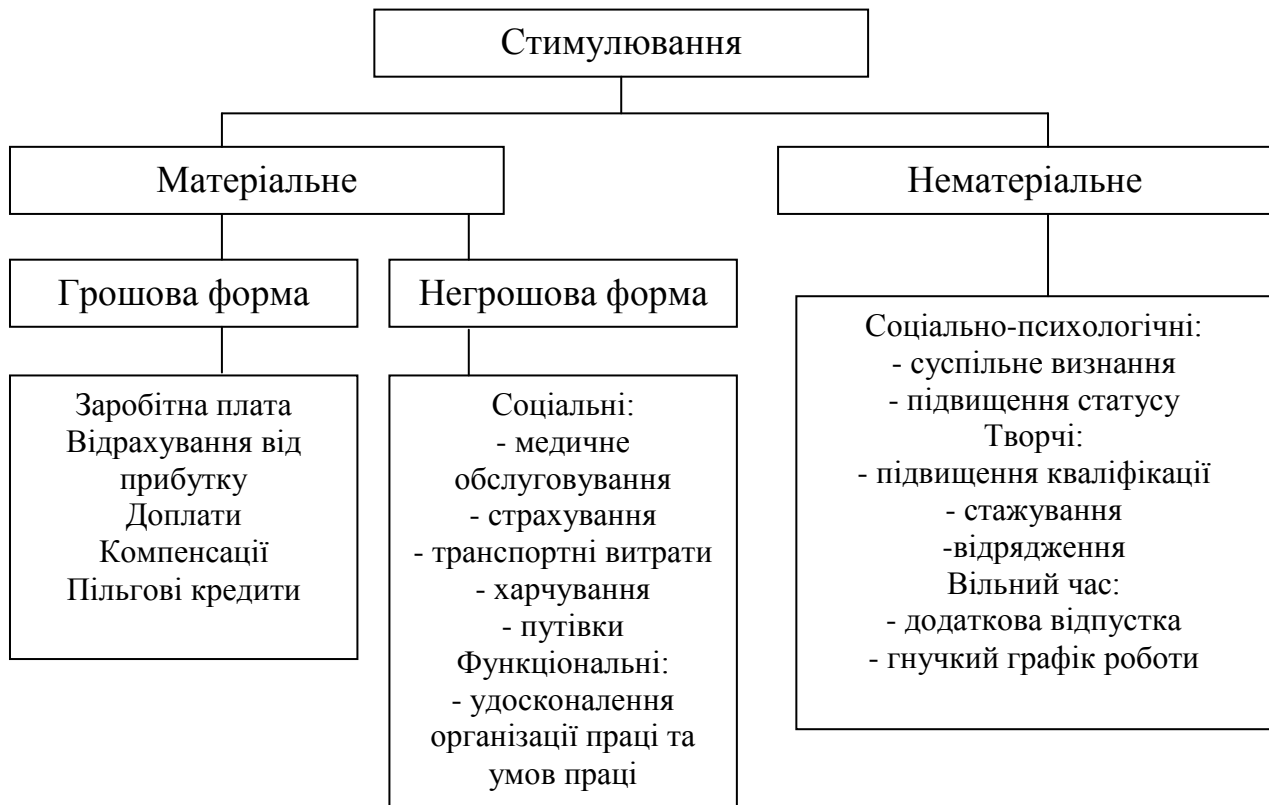 Стимулювання
Матеріальне
Нематеріальне
Грошова форма
Негрошова форма
Заробітна плата
Відрахування від
прибутку
Доплати
Компенсації
Пільгові кредити
Соціальні:
- медичне
обслуговування
- страхування
- транспортні витрати
- харчування
- путівки
Функціональні:
- удосконалення
організації праці та
умов праці
Соціально-психологічні:
- суспільне визнання
- підвищення статусу
Творчі:
- підвищення кваліфікації
- стажування
-відрядження
Вільний час:
- додаткова відпустка
- гнучкий графік роботи